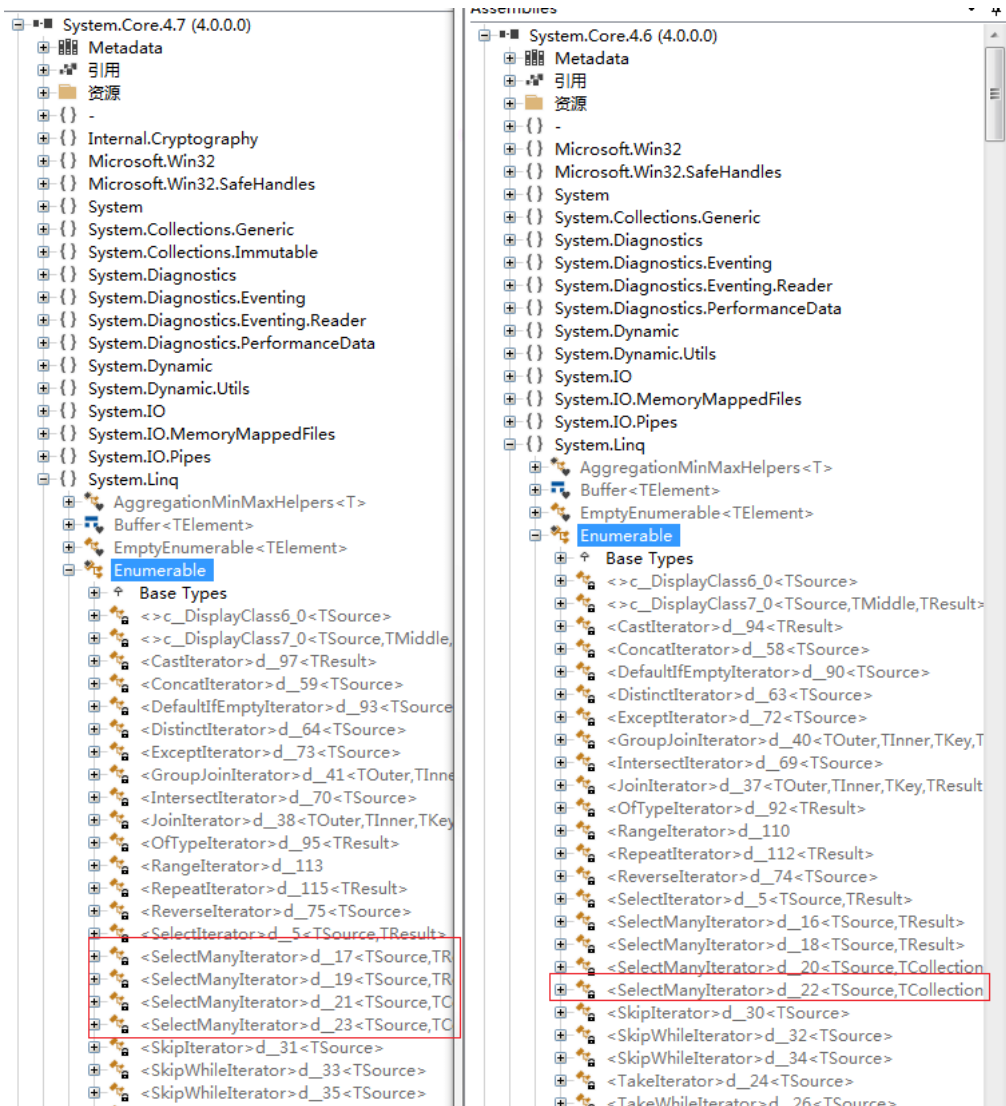 System.Core.4.7 (4.0.0.0)
Metadata
引用
资源
{ } -
{ } Internal.Cryptography
{ } Microsoft.Win32
{ } Microsoft.Win32.SafeHandles
{ } System
{ } System.Collections.Generic
{ } System.Collections.Immutable
{ } System.Diagnostics
{ } System.Diagnostics.Eventing
{ } System.Diagnostics.Eventing.Reader
{ } System.Diagnostics.PerformanceData
{ } System.Dynamic
{ } System.Dynamic.Utils
{ } System.IO
{ } System.IO.MemoryMappedFiles
{ } System.IO.Pipes
{ } System.Linq
AggregationMinMaxHelpers<T>
Buffer<TElement>
EmptyEnumerable<TElement>
Enumerable
Base Types
<>c__DisplayClass6_0<TSource>
<>c__DisplayClass7_0<TSource,TMiddle,
<CastIterator>d__97<TResult>
<ConcatIterator>d__59<TSource>
<DefaultIfEmptyIterator>d__93<TSource
<DistinctIterator>d__64<TSource>
<ExceptIterator>d__73<TSource>
<GroupJoinIterator>d__41<TOuter,TInne
<IntersectIterator>d__70<TSource>
<JoinIterator>d__38<TOuter,TInner,TKey
<OfTypeIterator>d__95<TResult>
<RangeIterator>d__113
<RepeatIterator>d__115<TResult>
<ReverseIterator>d__75<TSource>
<SelectIterator>d__5<TSource,TResult>
<SelectManyIterator>d__17<TSource,TR
<SelectManyIterator>d__19<TSource,TR
<SelectManyIterator>d__21<TSource,TC
<SelectManyIterator>d__23<TSource,TC
<SkipIterator>d__31<TSource>
<SkipWhileIterator>d__33<TSource>
<SkipWhileIterator>d__35<TSource>
Assemblies
System.Core.4.6 (4.0.0.0)
Metadata
引用
资源
{ } -
{ } Microsoft.Win32
{ } Microsoft.Win32.SafeHandles
{ } System
{ } System.Collections.Generic
{ } System.Diagnostics
{ } System.Diagnostics.Eventing
{ } System.Diagnostics.Eventing.Reader
{ } System.Diagnostics.PerformanceData
{ } System.Dynamic
{ } System.Dynamic.Utils
{ } System.IO
{ } System.IO.MemoryMappedFiles
{ } System.IO.Pipes
{ } System.Linq
AggregationMinMaxHelpers<T>
Buffer<TElement>
EmptyEnumerable<TElement>
Enumerable
Base Types
<>c__DisplayClass6_0<TSource>
<>c__DisplayClass7_0<TSource,TMiddle,TResult>
<CastIterator>d__94<TResult>
<ConcatIterator>d__58<TSource>
<DefaultIfEmptyIterator>d__90<TSource>
<DistinctIterator>d__63<TSource>
<ExceptIterator>d__72<TSource>
<GroupJoinIterator>d__40<TOuter,TInner,TKey,T
<IntersectIterator>d__69<TSource>
<JoinIterator>d__37<TOuter,TInner,TKey,TResult
<OfTypeIterator>d__92<TResult>
<RangeIterator>d__110
<RepeatIterator>d__112<TResult>
<ReverseIterator>d__74<TSource>
<SelectIterator>d__5<TSource,TResult>
<SelectManyIterator>d__16<TSource,TResult>
<SelectManyIterator>d__18<TSource,TResult>
<SelectManyIterator>d__20<TSource,TCollection
<SelectManyIterator>d__22<TSource,TCollection
<SkipIterator>d__30<TSource>
<SkipWhileIterator>d__32<TSource>
<SkipWhileIterator>d__34<TSource>
<TakeIterator>d__24<TSource>
<TakeWhileIterator>d__26<TSource>